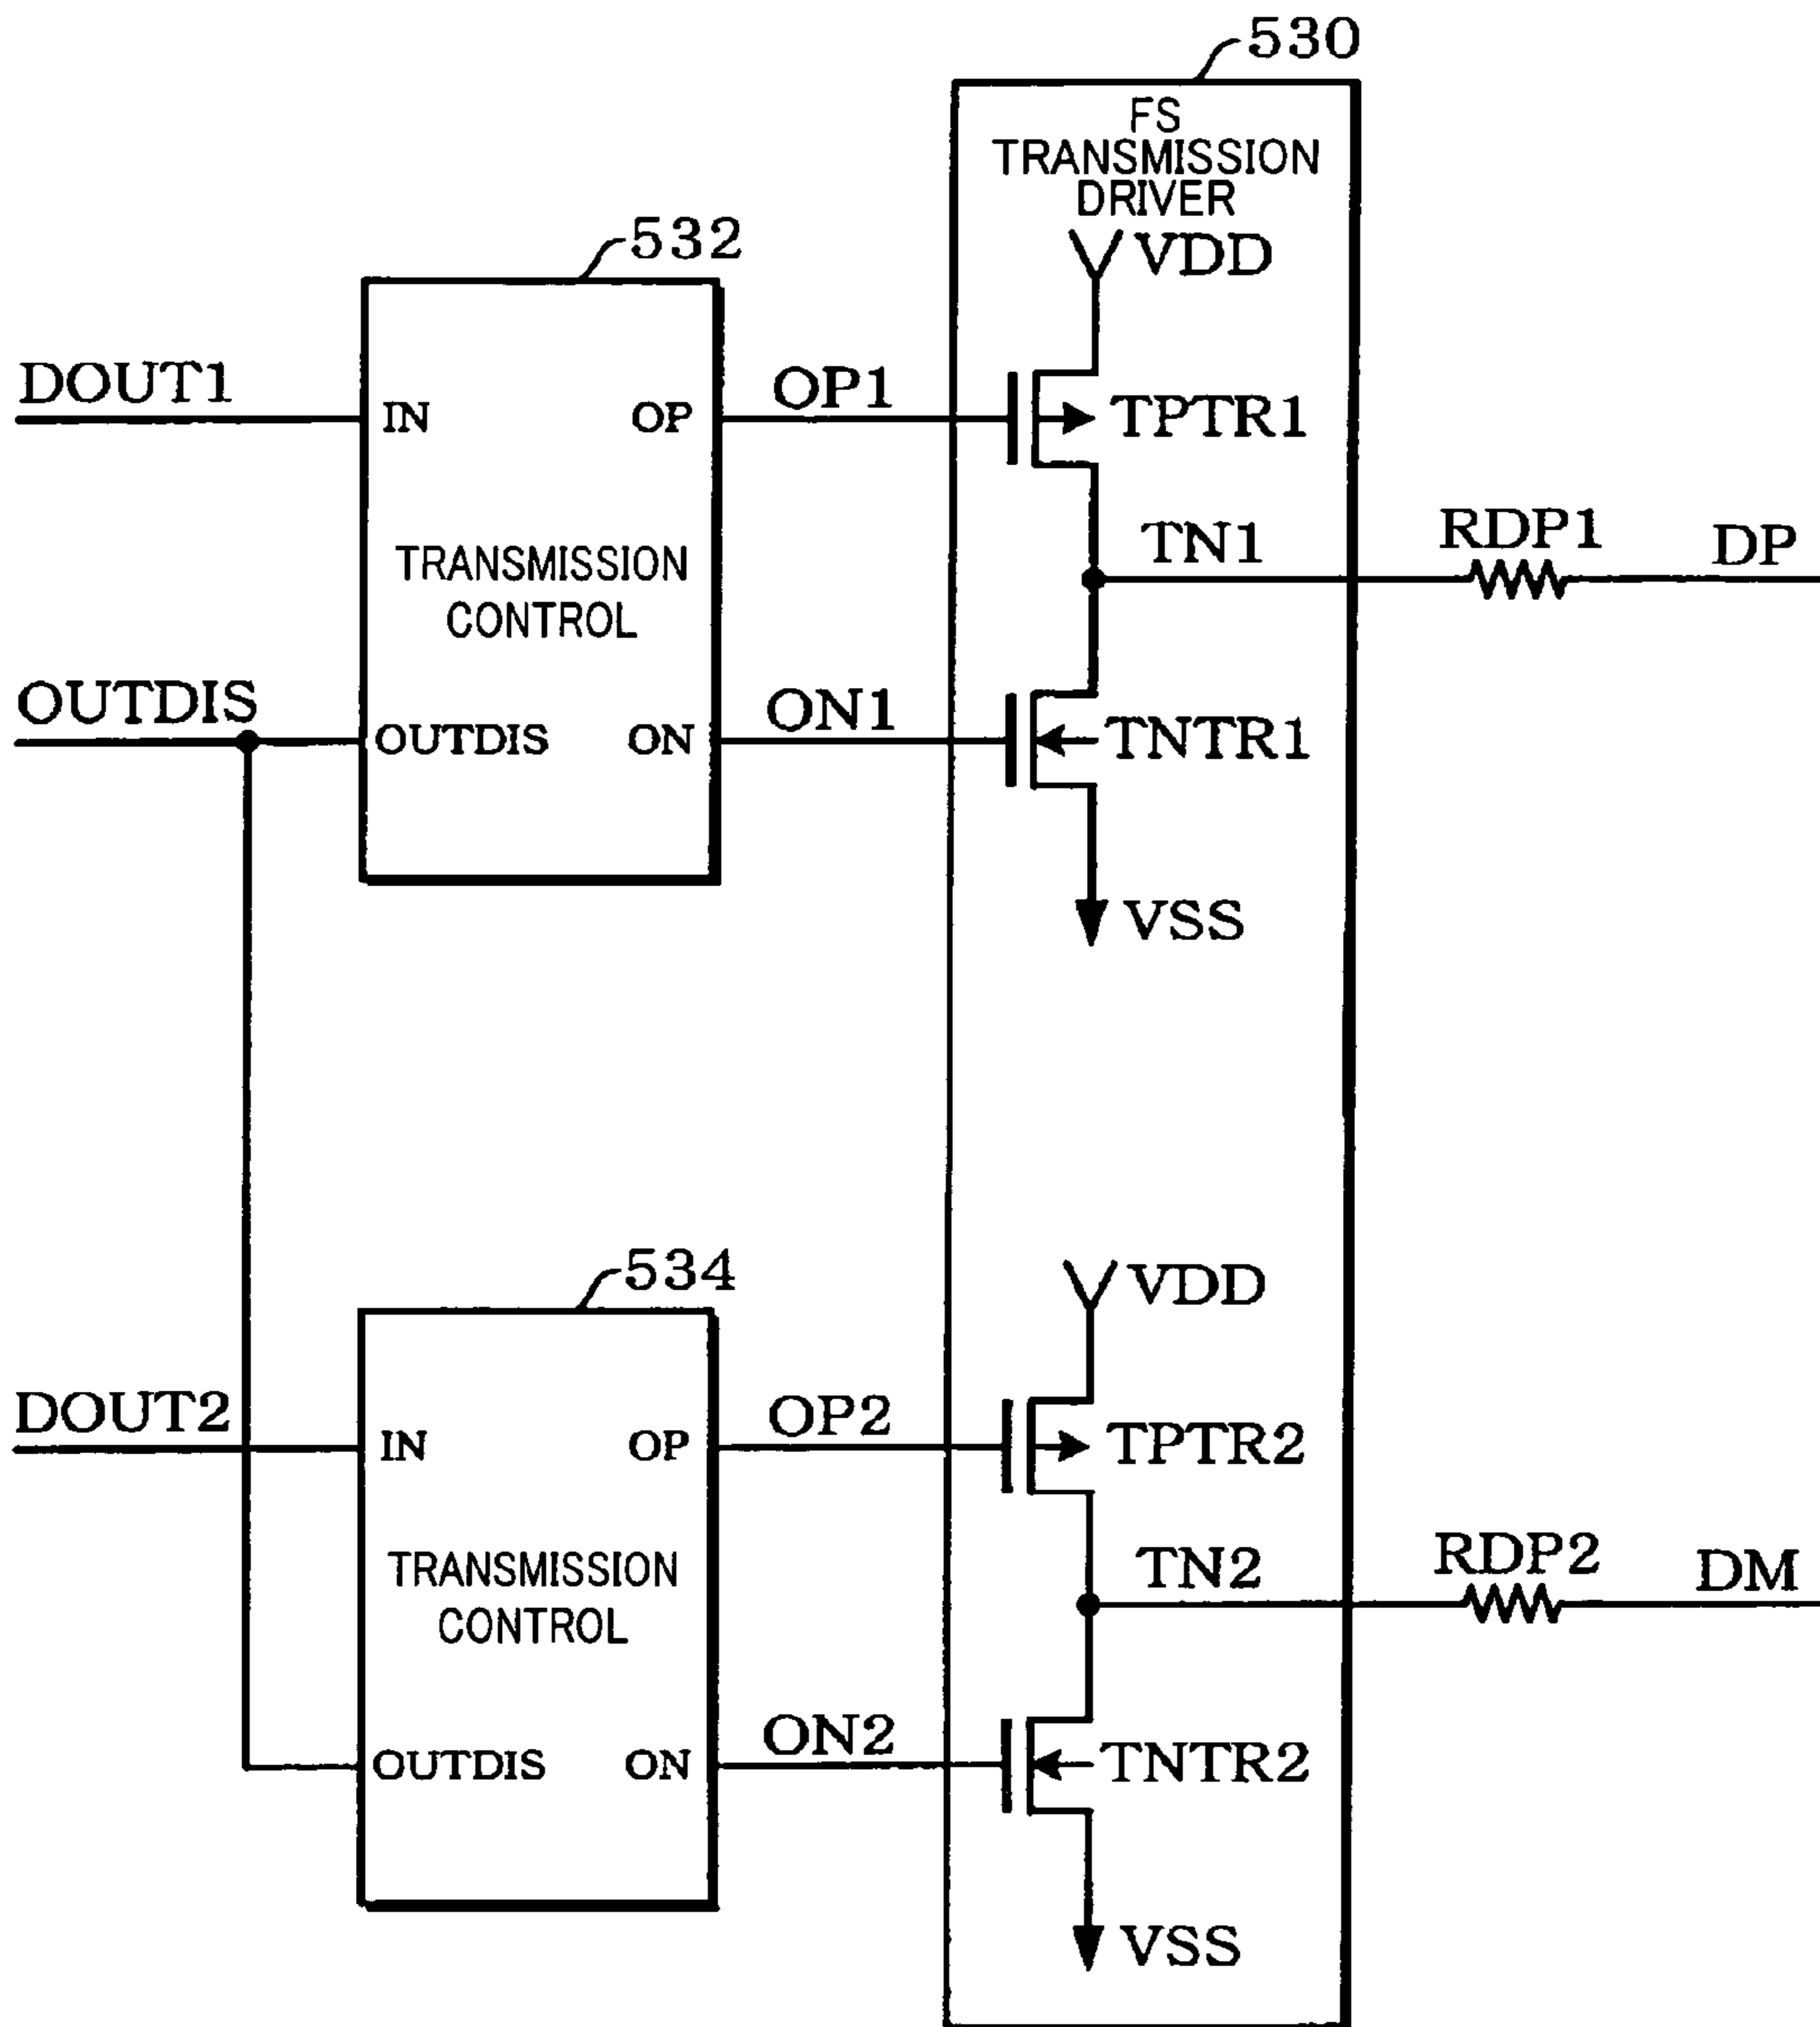 530
FS
TRANSMISSION
DRIVER
VDD
532
DOUT1
IN
OP
OP1
TPTR1
TRANSMISSION
CONTROL
TN1
RDP1
DP
OUTDIS
OUTDIS
ON
ON1
TNTR1
VSS
534
VDD
DOUT2
IN
OP
OP2
TPTR2
TRANSMISSION
CONTROL
TN2
RDP2
DM
OUTDIS
ON
ON2
TNTR2
VSS